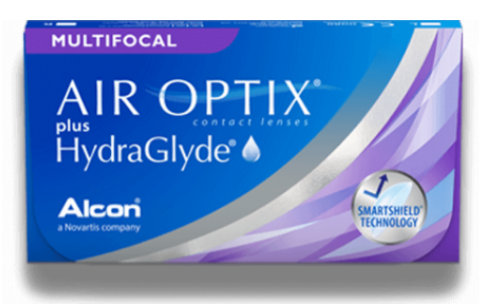 MULTIFOCAL
AIR OPTIX®
contact lenses
plus
HydraGlyde®
Alcon®
a Novartis company
SMARTSHIELD®
TECHNOLOGY